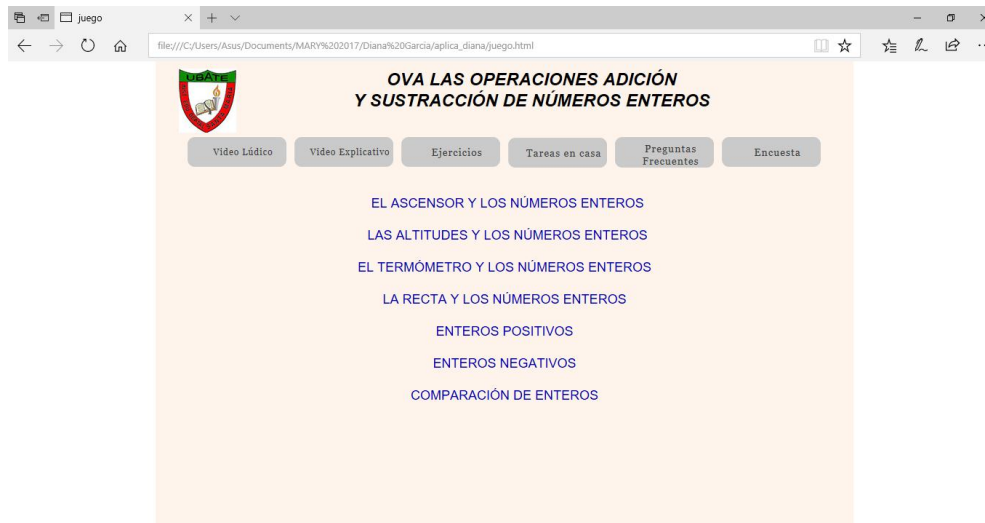 juego
file:///C:/Users/Asus/Documents/MARY%202017/Diana%20Garcia/aplica_diana/juego.html
UBATÉ
OVA LAS OPERACIONES ADICIÓN
Y SUSTRACCIÓN DE NÚMEROS ENTEROS
Video Lúdico
Video Explicativo
Ejercicios
Tareas en casa
Preguntas
Frecuentes
Encuesta
EL ASCENSOR Y LOS NÚMEROS ENTEROS
LAS ALTITUDES Y LOS NÚMEROS ENTEROS
EL TERMÓMETRO Y LOS NÚMEROS ENTEROS
LA RECTA Y LOS NÚMEROS ENTEROS
ENTEROS POSITIVOS
ENTEROS NEGATIVOS
COMPARACIÓN DE ENTEROS